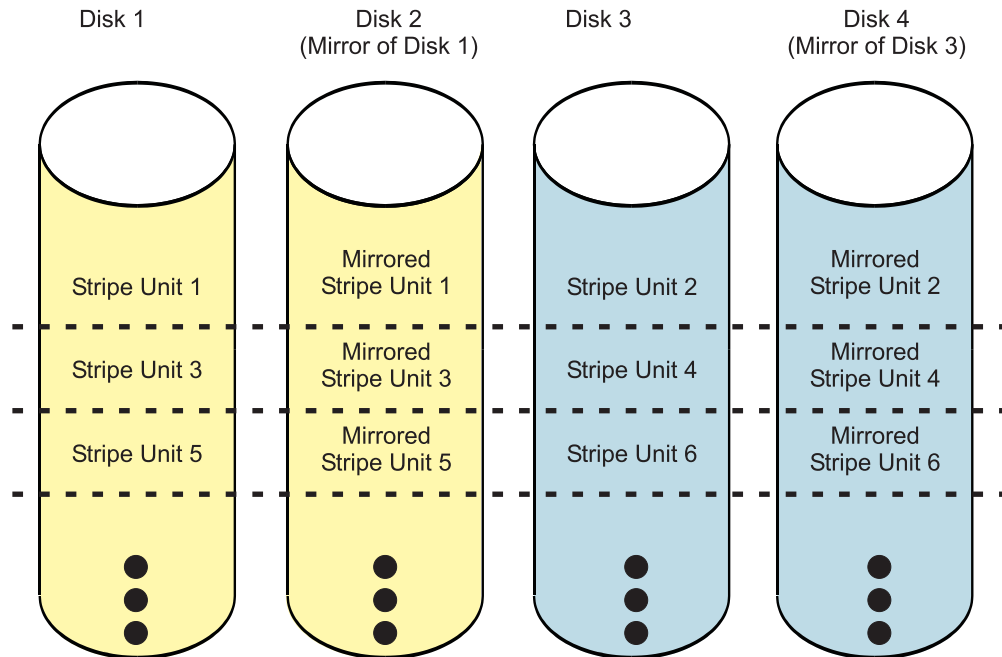 Disk 1
Disk 2
(Mirror of Disk 1)
Disk 3
Disk 4
(Mirror of Disk 3)
Stripe Unit 1
Mirrored
Stripe Unit 1
Stripe Unit 2
Mirrored
Stripe Unit 2
Stripe Unit 3
Mirrored
Stripe Unit 3
Stripe Unit 4
Mirrored
Stripe Unit 4
Stripe Unit 5
Mirrored
Stripe Unit 5
Stripe Unit 6
Mirrored
Stripe Unit 6